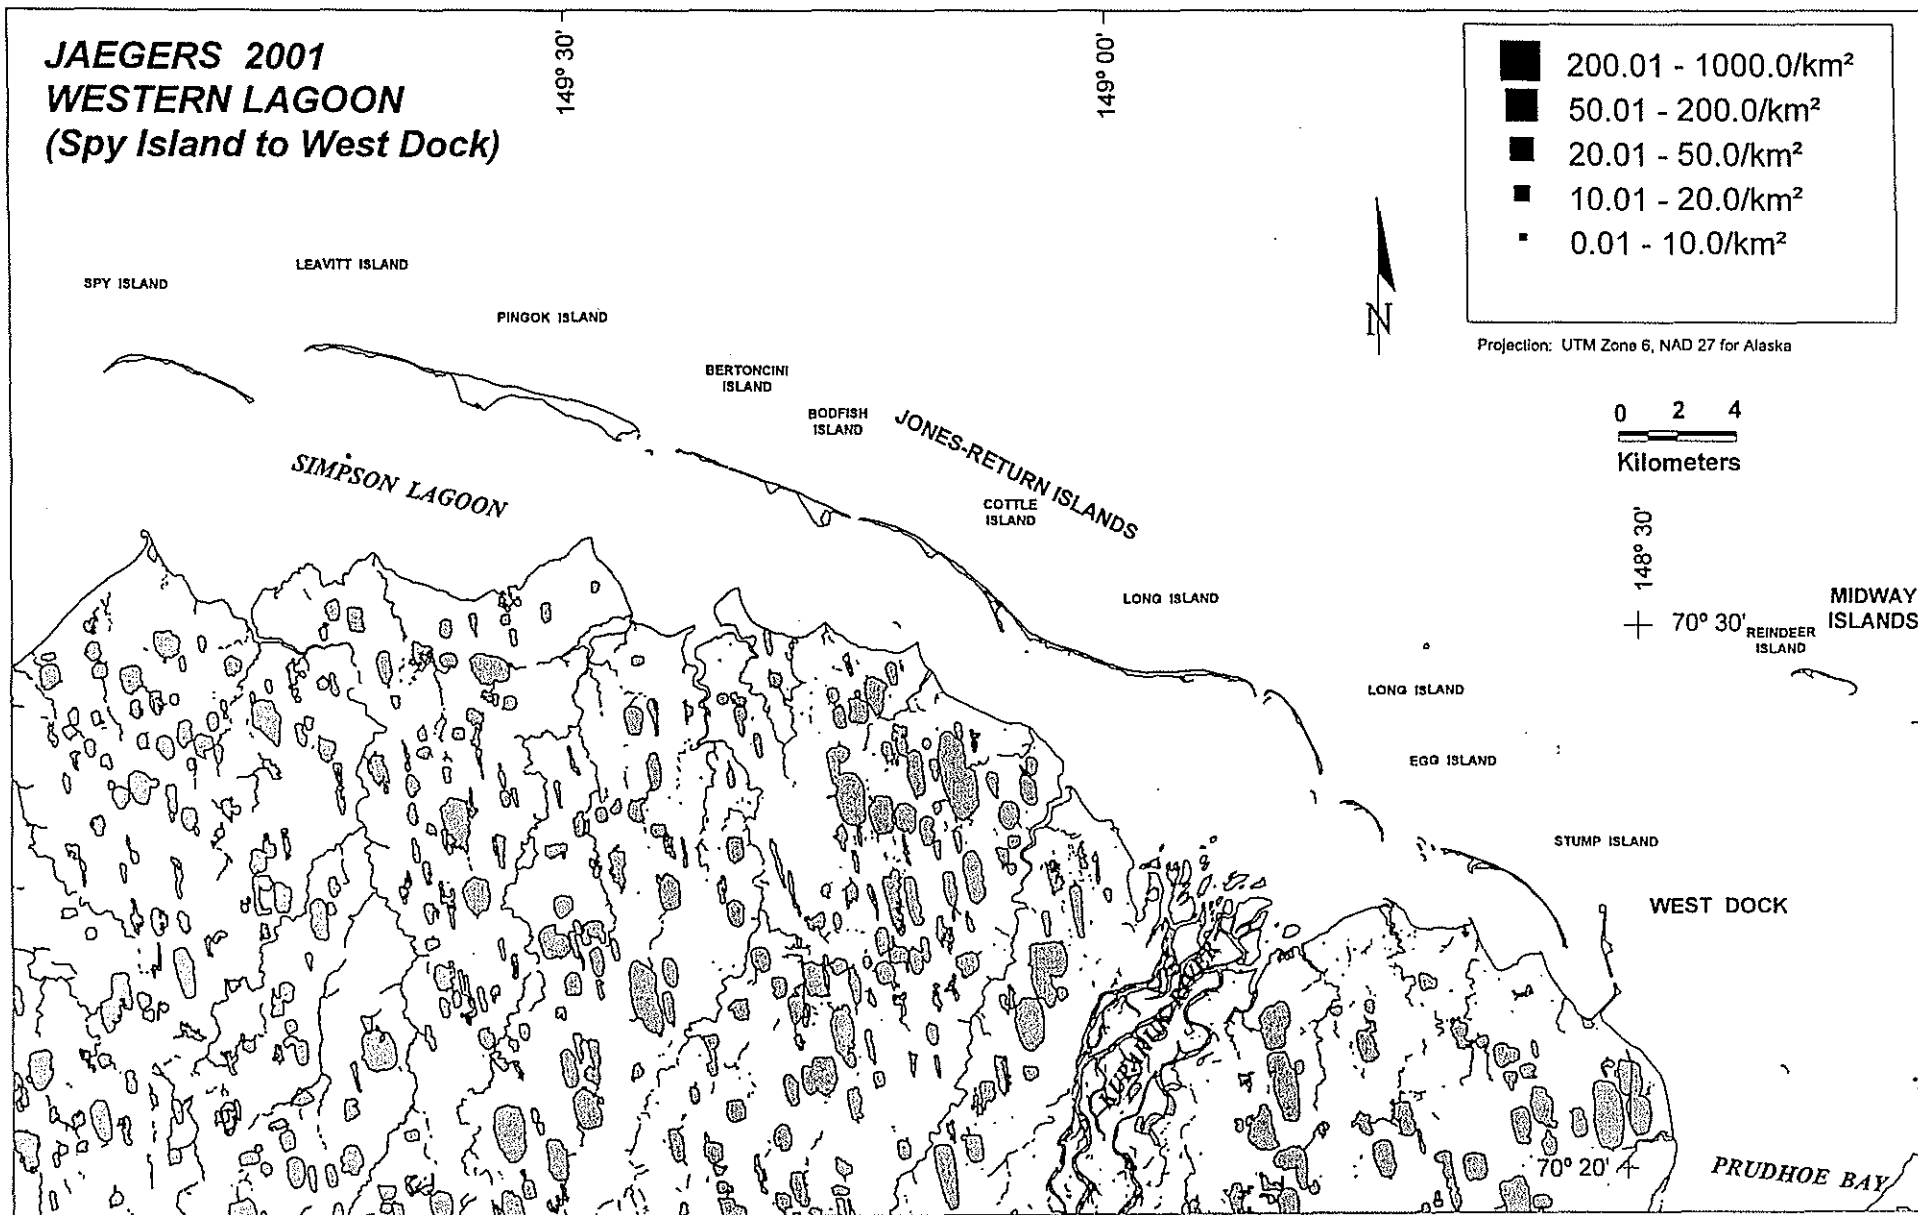 JAEGERS 2001
WESTERN LAGOON
(Spy Island to West Dock)
149° 30'
149° 00'
200.01 - 1000.0/km²
50.01 - 200.0/km²
20.01 - 50.0/km²
10.01 - 20.0/km²
0.01 - 10.0/km²
Projection: UTM Zone 6, NAD 27 for Alaska
N
0 2 4
Kilometers
SPY ISLAND
LEAVITT ISLAND
PINGOK ISLAND
BERTONCINI
ISLAND
BODFISH
ISLAND
JONES-RETURN ISLANDS
COTTLE
ISLAND
SIMPSON LAGOON
LONG ISLAND
148° 30'
70° 30'
REINDEER
ISLAND
MIDWAY
ISLANDS
LONG ISLAND
EGG ISLAND
STUMP ISLAND
WEST DOCK
KUPARUK RIVER
70° 20'
PRUDHOE BAY